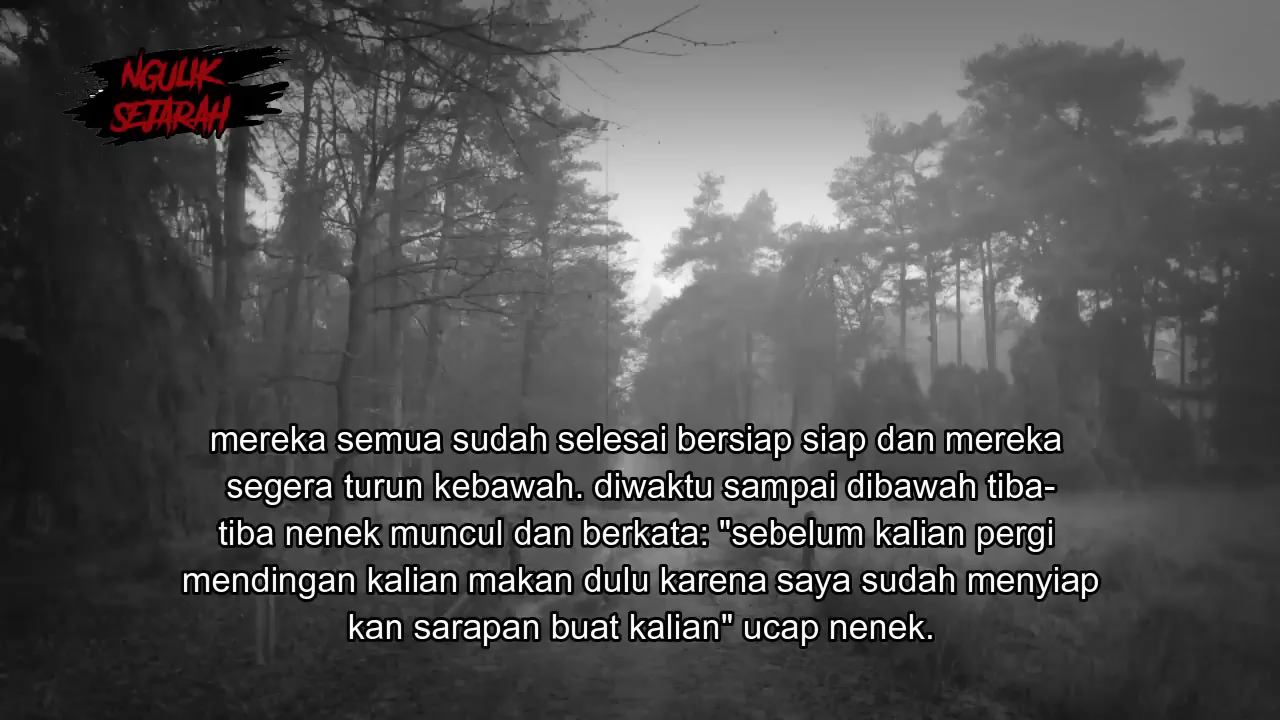 NGULIK
SEJARAH
mereka semua sudah selesai bersiap siap dan mereka
segera turun kebawah. diwaktu sampai dibawah tiba-
tiba nenek muncul dan berkata: "sebelum kalian pergi
mendingan kalian makan dulu karena saya sudah menyiap
kan sarapan buat kalian" ucap nenek.